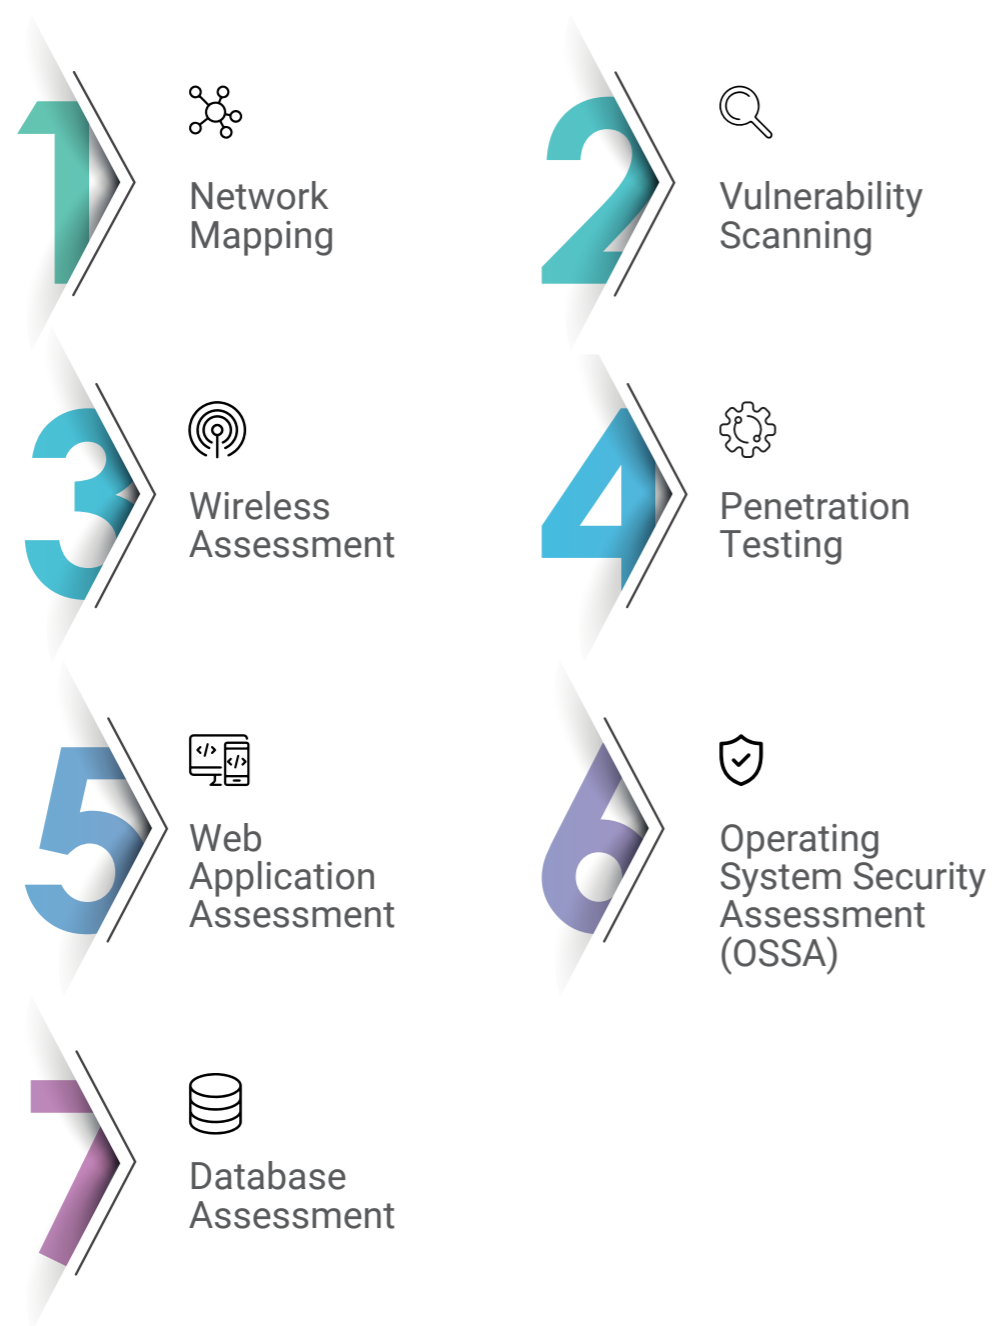 1
Network
Mapping
2
Vulnerability
Scanning
3
Wireless
Assessment
4
Penetration
Testing
5
</>
</>
Web
Application
Assessment
6
Operating
System Security
Assessment
(OSSA)
7
Database
Assessment